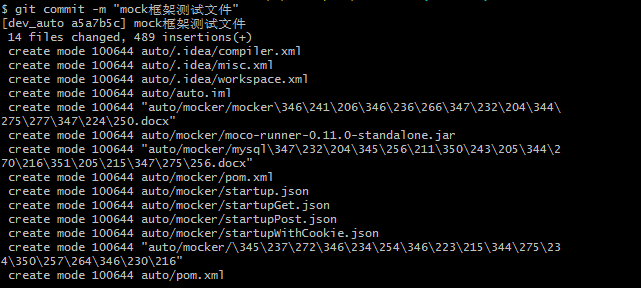 $ git commit -m "mock框架测试文件"
[dev_auto a5a7b5c] mock框架测试文件
 14 files changed, 489 insertions(+)
 create mode 100644 auto/.idea/compiler.xml
 create mode 100644 auto/.idea/misc.xml
 create mode 100644 auto/.idea/workspace.xml
 create mode 100644 auto/auto.iml
 create mode 100644 "auto/mocker/mocker\346\241\206\346\236\266\347\232\204\344\
275\277\347\224\250.docx"
 create mode 100644 auto/mocker/moco-runner-0.11.0-standalone.jar
 create mode 100644 "auto/mocker/mysql\347\232\204\345\256\211\350\243\205\344\2
70\216\351\205\215\347\275\256.docx"
 create mode 100644 auto/mocker/pom.xml
 create mode 100644 auto/mocker/startup.json
 create mode 100644 auto/mocker/startupGet.json
 create mode 100644 auto/mocker/startupPost.json
 create mode 100644 auto/mocker/startupWithCookie.json
 create mode 100644 "auto/mocker/\345\237\272\346\234\254\346\223\215\344\275\23
4\350\257\264\346\230\216"
 create mode 100644 auto/pom.xml